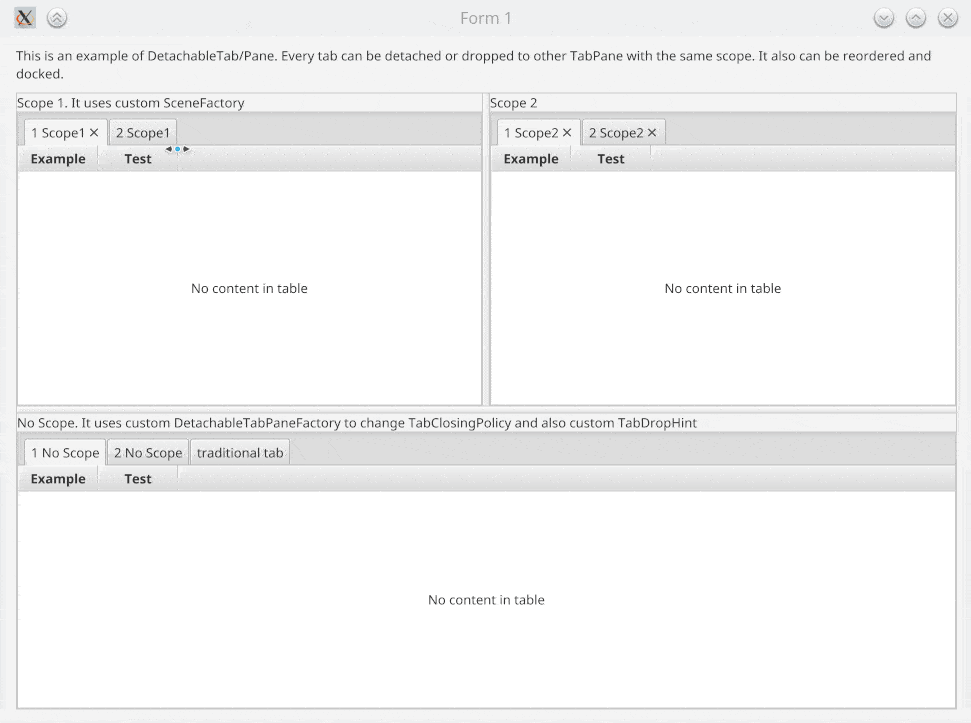 Form 1
This is an example of DetachableTab/Pane. Every tab can be detached or dropped to other TabPane with the same scope. It also can be reordered and
docked.
Scope 1. It uses custom SceneFactory
1 Scope1 ✕ 2 Scope1
Example Test
No content in table
Scope 2
1 Scope2 ✕ 2 Scope2 ✕
Example Test
No content in table
No Scope. It uses custom DetachableTabPaneFactory to change TabClosingPolicy and also custom TabDropHint
1 No Scope 2 No Scope traditional tab
Example Test
No content in table